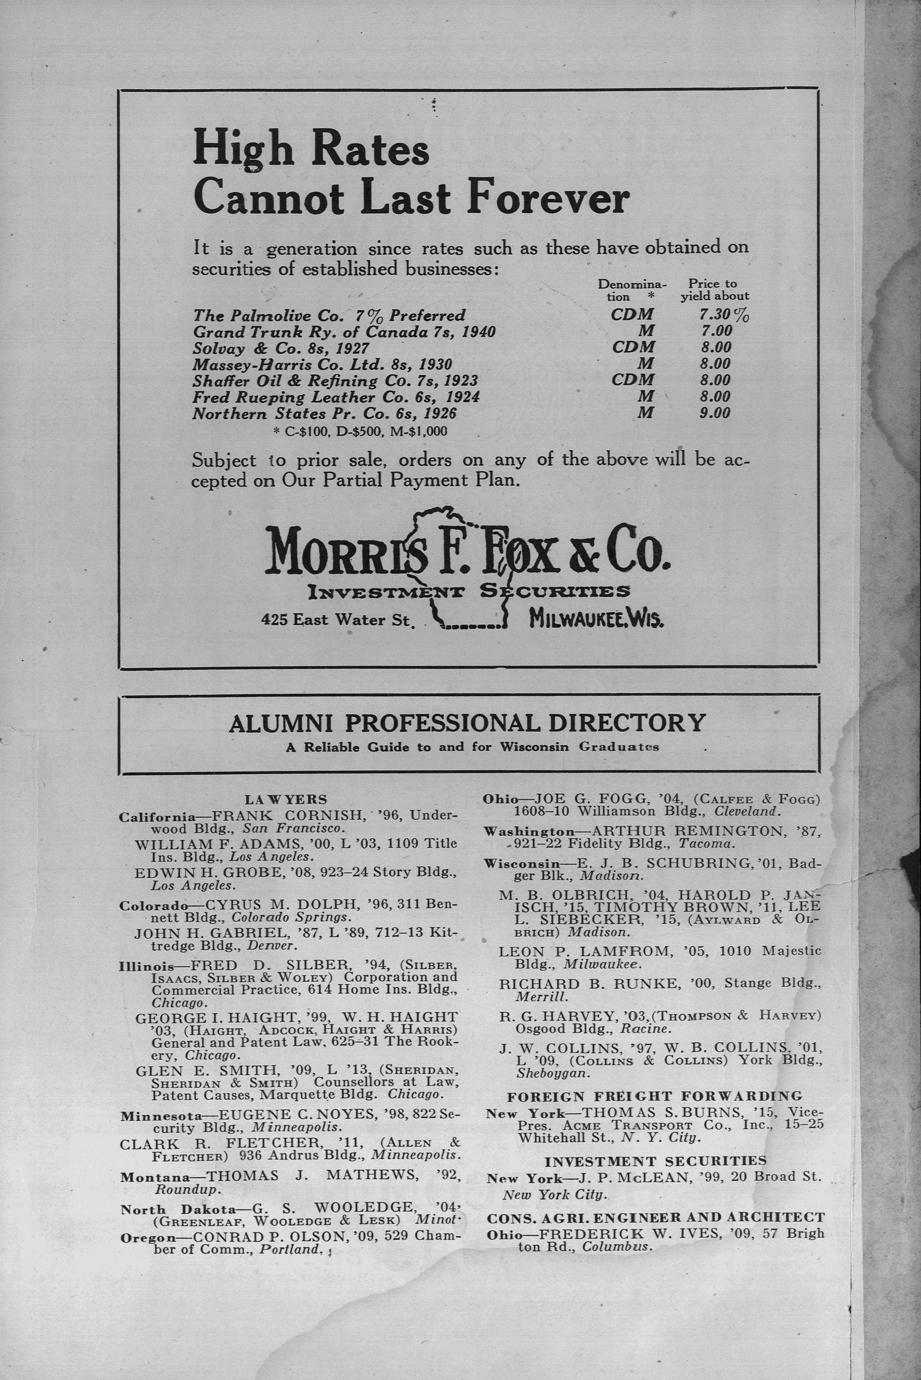 High Rates
Cannot Last Forever
It is a generation since rates such as these have obtained on
securities of established businesses:
Denomina- Price to
tion * yield about
The Palmolive Co. 7% Preferred CDM 7.30%
Grand Trunk Ry. of Canada 7s, 1940 M 7.00
Solvay & Co. 8s, 1927 CDM 8.00
Massey-Harris Co. Ltd. 8s, 1930 M 8.00
Shaffer Oil & Refining Co. 7s, 1923 CDM 8.00
Fred Rueping Leather Co. 6s, 1924 M 8.00
Northern States Pr. Co. 6s, 1926 M 9.00
* C-$100, D-$500, M-$1,000
Subject to prior sale, orders on any of the above will be ac-
cepted on Our Partial Payment Plan.
MORRIS F. FOX & CO.
INVESTMENT SECURITIES
425 East Water St. MILWAUKEE, WIS.
ALUMNI PROFESSIONAL DIRECTORY
A Reliable Guide to and for Wisconsin Graduates
LAWYERS
California—FRANK CORNISH, '96, Under-
wood Bldg., San Francisco.
WILLIAM F. ADAMS, '00, L '03, 1109 Title
Ins. Bldg., Los Angeles.
EDWIN H. GROBE, '08, 923-24 Story Bldg.,
Los Angeles.
Colorado—CYRUS M. DOLPH, '96, 311 Ben-
nett Bldg., Colorado Springs.
JOHN H. GABRIEL, '87, L '89, 712-13 Kit-
tredge Bldg., Denver.
Illinois—FRED D. SILBER, '94, (SILBER,
ISAACS, SILBER & WOLEY) Corporation and
Commercial Practice, 614 Home Ins. Bldg.,
Chicago.
GEORGE I. HAIGHT, '99, W. H. HAIGHT
'03, (HAIGHT, ADCOCK, HAIGHT & HARRIS)
General and Patent Law, 625-31 The Rook-
ery, Chicago.
GLEN E. SMITH, '09, L '13, (SHERIDAN,
SHERIDAN & SMITH) Counsellors at Law,
Patent Causes, Marquette Bldg. Chicago.
Minnesota—EUGENE C. NOYES, '98, 822 Se-
curity Bldg., Minneapolis.
CLARK R. FLETCHER, '11, (ALLEN &
FLETCHER) 936 Andrus Bldg., Minneapolis.
Montana—THOMAS J. MATHEWS, '92,
Roundup.
North Dakota—G. S. WOOLEDGE, '04,
(GREENLEAF, WOOLEDGE & LESK) Minot.
Oregon—CONRAD P. OLSON, '09, 529 Cham-
ber of Comm., Portland.
Ohio—JOE G. FOGG, '04, (CALFEE & FOGG)
1608-10 Williamson Bldg., Cleveland.
Washington—ARTHUR REMINGTON, '87,
921-22 Fidelity Bldg., Tacoma.
Wisconsin—E. J. B. SCHUBRING, '01, Bad-
ger Blk., Madison.
M. B. OLBRICH, '04, HAROLD P. JAN-
ISCH, '15, TIMOTHY BROWN, '11, LEE
L. SIEBECKER, '15, (AYLWARD & OL-
BRICH) Madison.
LEON P. LAMFROM, '05, 1010 Majestic
Bldg., Milwaukee.
RICHARD B. RUNKE, '00, Stange Bldg.,
Merrill.
R. G. HARVEY, '03, (THOMPSON & HARVEY)
Osgood Bldg., Racine.
J. W. COLLINS, '97, W. B. COLLINS, '01,
L '09, (COLLINS & COLLINS) York Bldg.,
Sheboygan.
FOREIGN FREIGHT FORWARDING
New York—THOMAS S. BURNS, '15, Vice-
Pres. ACME TRANSPORT Co., Inc., 15-25
Whitehall St., N. Y. City.
INVESTMENT SECURITIES
New York—J. P. McLEAN, '99, 20 Broad St.
New York City.
CONS. AGRI. ENGINEER AND ARCHITECT
Ohio—FREDERICK W. IVES, '09, 57 Brigh
ton Rd., Columbus.